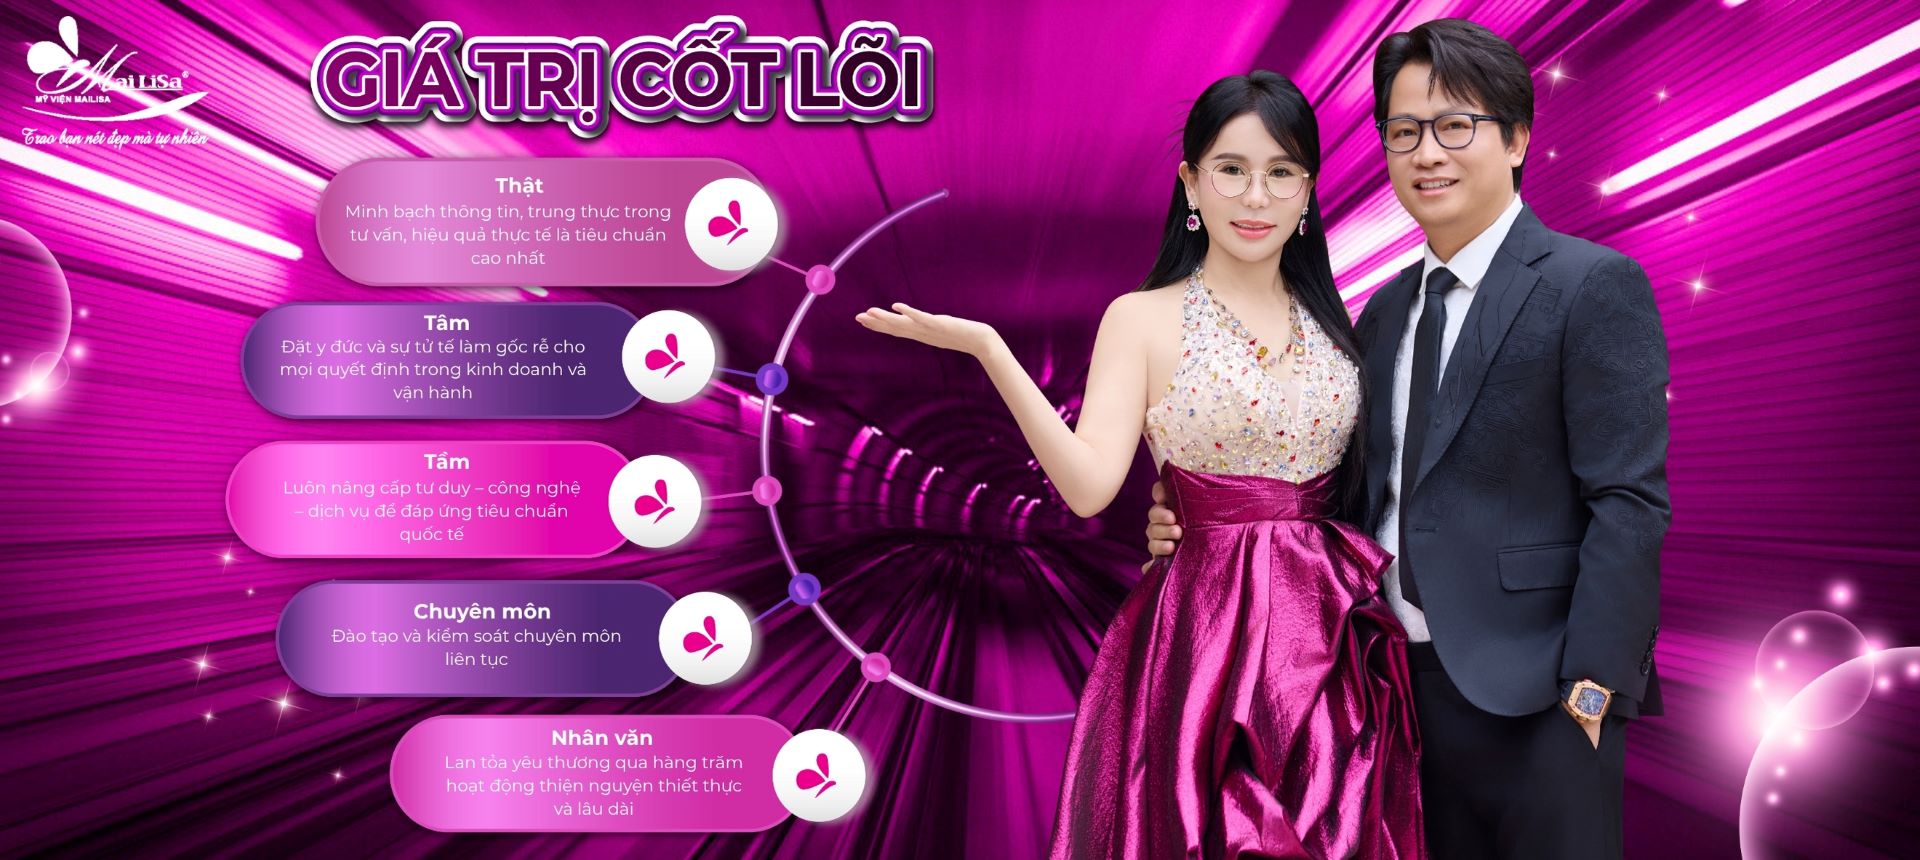 Mai LiSa®
MỸ VIỆN MAILISA
Trao bạn nét đẹp mà tự nhiên
GIÁ TRỊ CỐT LÕI
Thật
Minh bạch thông tin, trung thực trong
tư vấn, hiệu quả thực tế là tiêu chuẩn
cao nhất
Tâm
Đặt y đức và sự tử tế làm gốc rễ cho
mọi quyết định trong kinh doanh và
vận hành
Tầm
Luôn nâng cấp tư duy – công nghệ
– dịch vụ để đáp ứng tiêu chuẩn
quốc tế
Chuyên môn
Đào tạo và kiểm soát chuyên môn
liên tục
Nhân văn
Lan tỏa yêu thương qua hàng trăm
hoạt động thiện nguyện thiết thực
và lâu dài